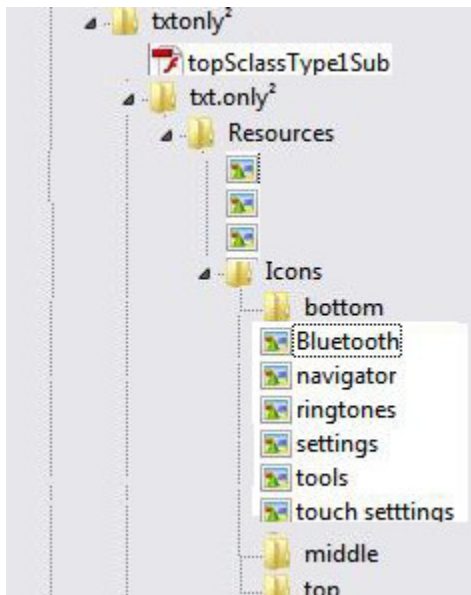 txtonly²
topSclassType1Sub
txt.only²
Resources
Icons
bottom
Bluetooth
navigator
ringtones
settings
tools
touch setttings
middle
top